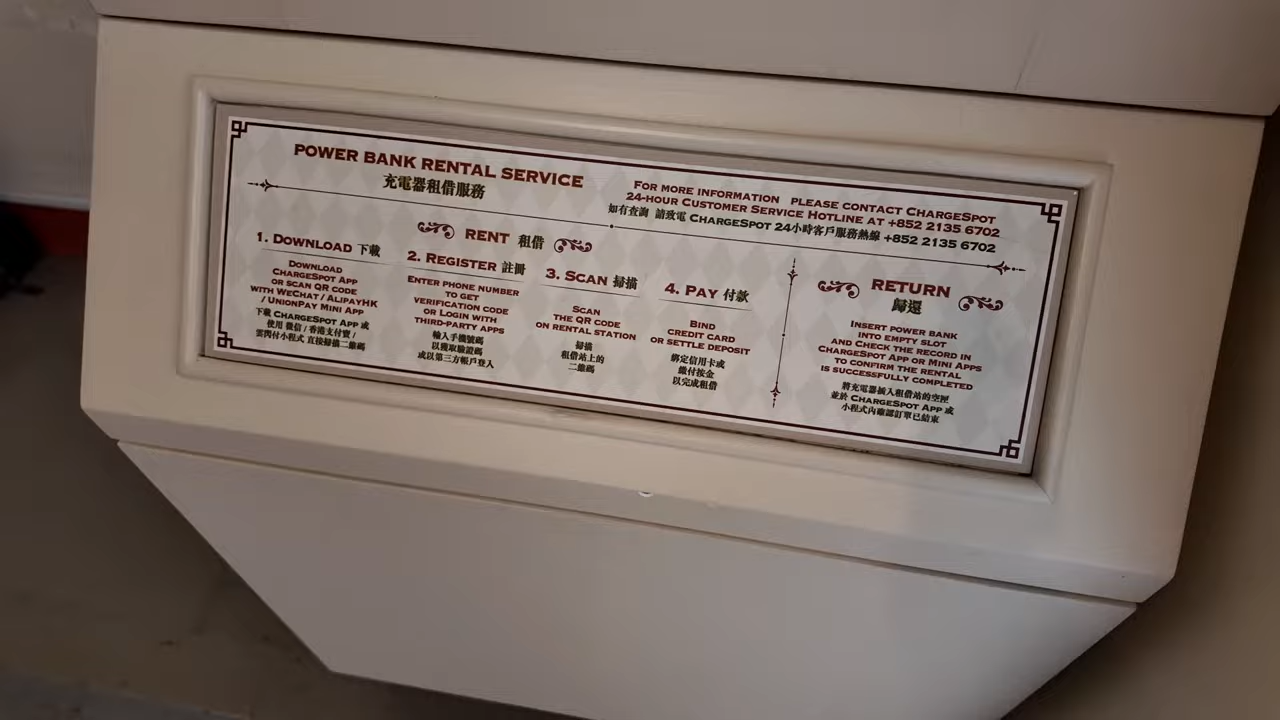 POWER BANK RENTAL SERVICE
充電器租借服務
FOR MORE INFORMATION PLEASE CONTACT CHARGESPOT
24-HOUR CUSTOMER SERVICE HOTLINE AT +852 2135 6702
如有查詢 請致電 CHARGESPOT 24小時客戶服務熱線 +852 2135 6702
RENT 租借
1. DOWNLOAD 下載
DOWNLOAD
CHARGESPOT APP
OR SCAN QR CODE
WITH WECHAT / ALIPAYHK
/ UNIONPAY MINI APP
下載 CHARGESPOT APP 或
使用 微信 / 香港支付寶 /
雲閃付小程式 直接掃描二維碼
2. REGISTER 註冊
ENTER PHONE NUMBER
TO GET
VERIFICATION CODE
OR LOGIN WITH
THIRD-PARTY APPS
輸入手機號碼
以獲取驗證碼
或以第三方帳戶登入
3. SCAN 掃描
SCAN
THE QR CODE
ON RENTAL STATION
掃描
租借站上的
二維碼
4. PAY 付款
BIND
CREDIT CARD
OR SETTLE DEPOSIT
綁定信用卡或
繳付按金
以完成租借
RETURN
歸還
INSERT POWER BANK
INTO EMPTY SLOT
AND CHECK THE RECORD IN
CHARGESPOT APP OR MINI APPS
TO CONFIRM THE RENTAL
IS SUCCESSFULLY COMPLETED
將充電器插入租借站的空匣
並於 CHARGESPOT APP 或
小程式內確認訂單已結束